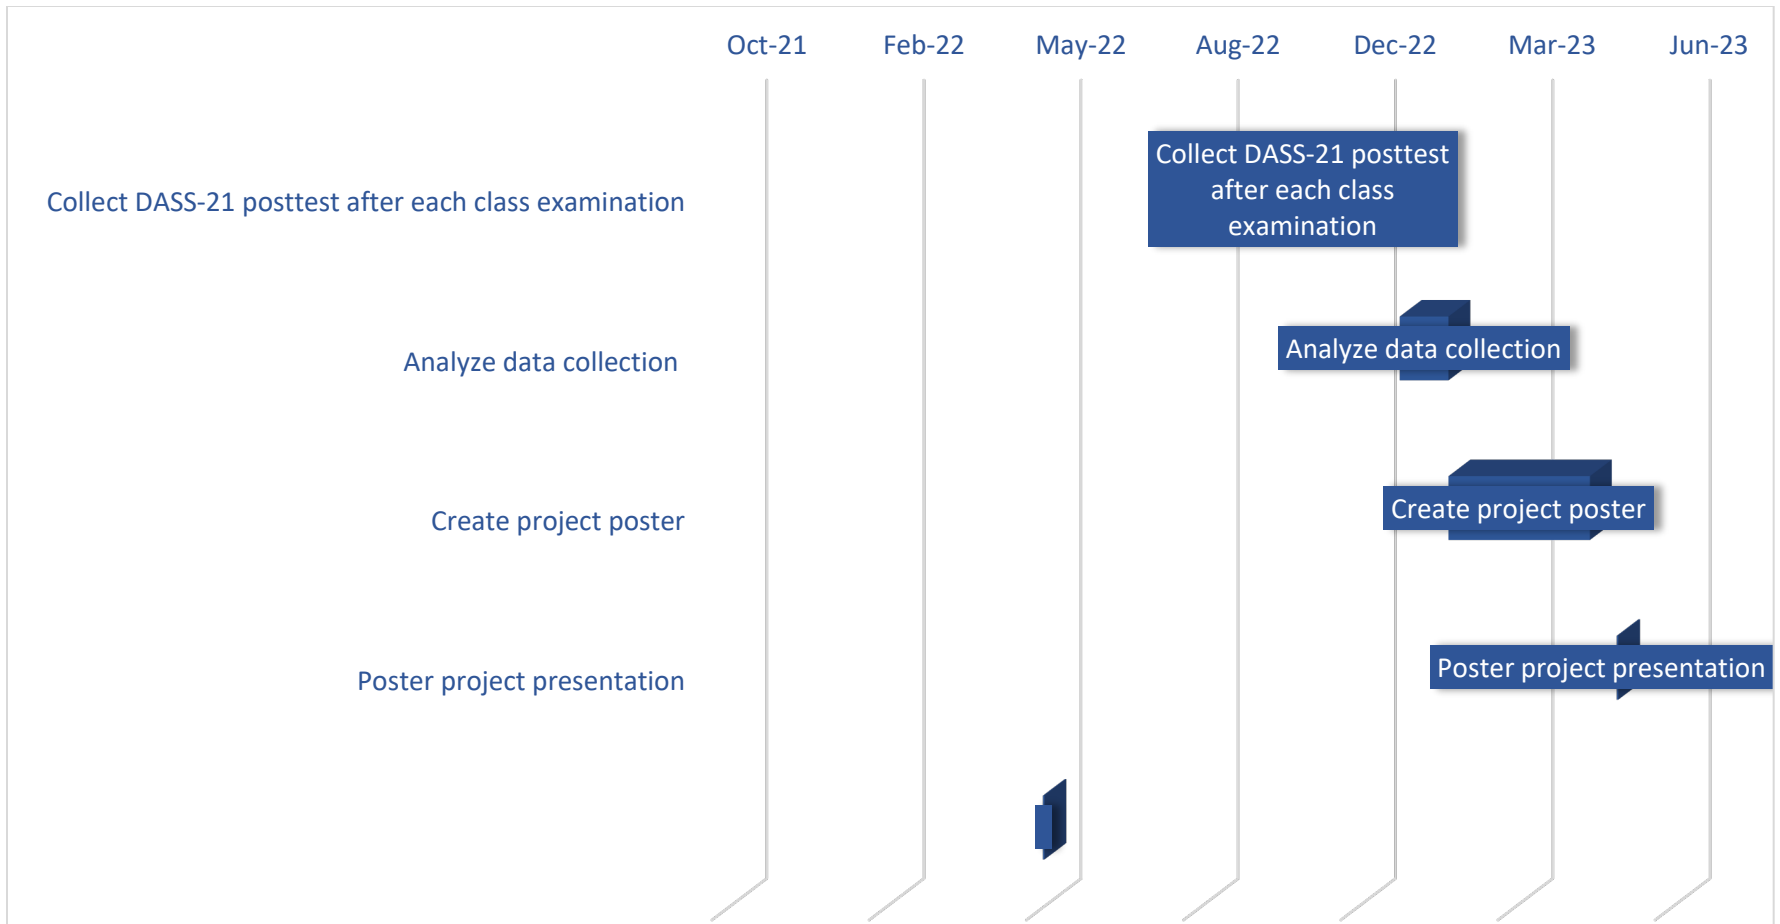 Oct-21 Feb-22 May-22 Aug-22 Dec-22 Mar-23 Jun-23
Collect DASS-21 posttest after each class examination
Collect DASS-21 posttest
after each class
examination
Analyze data collection
Analyze data collection
Create project poster
Create project poster
Poster project presentation
Poster project presentation